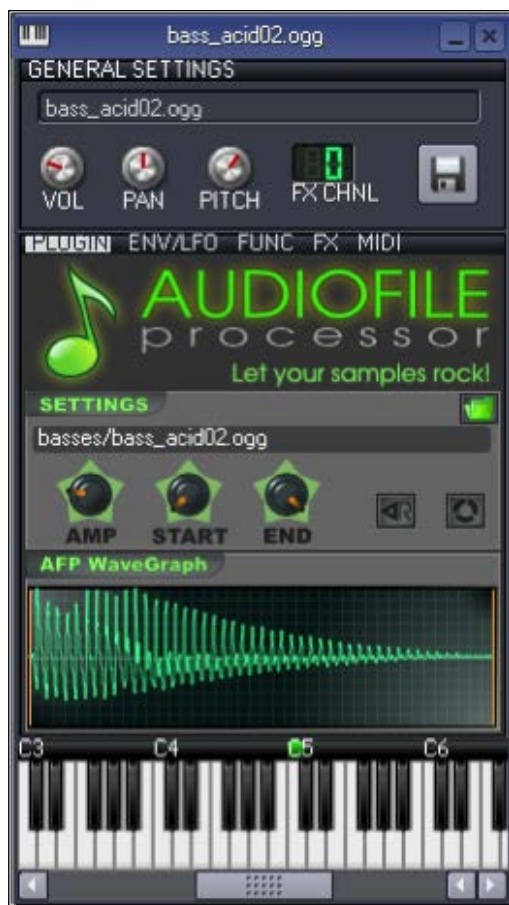 bass_acid02.ogg
GENERAL SETTINGS
bass_acid02.ogg
0
VOL PAN PITCH FX CHNL
PLUGIN ENV/LFO FUNC FX MIDI
AUDIOFILE
processor
Let your samples rock!
SETTINGS
basses/bass_acid02.ogg
R
AMP START END
AFP WaveGraph
C3 C4 C5 C6